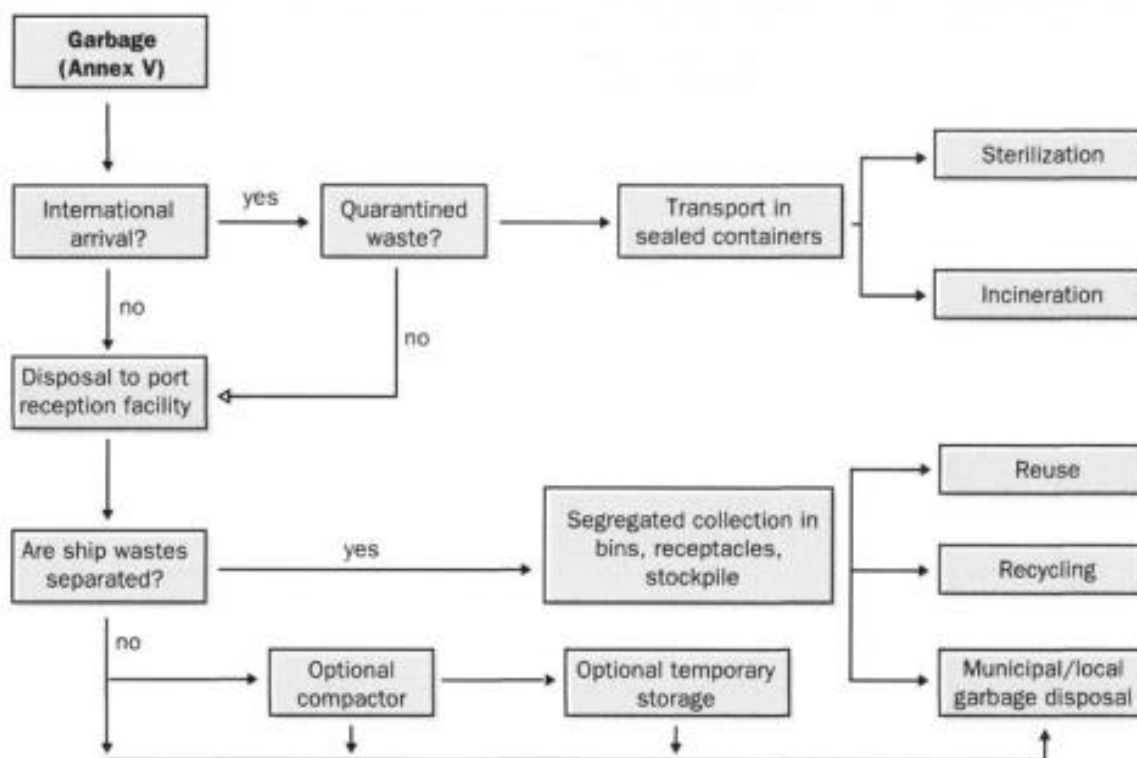 Garbage
(Annex V)
Sterilization
International
arrival?
yes
Quarantined
waste?
Transport in
sealed containers
Incineration
no
no
Disposal to port
reception facility
Reuse
Segregated collection in
bins, receptacles,
stockpile
Are ship wastes
separated?
yes
Recycling
no
Optional
compactor
Optional temporary
storage
Municipal/local
garbage disposal